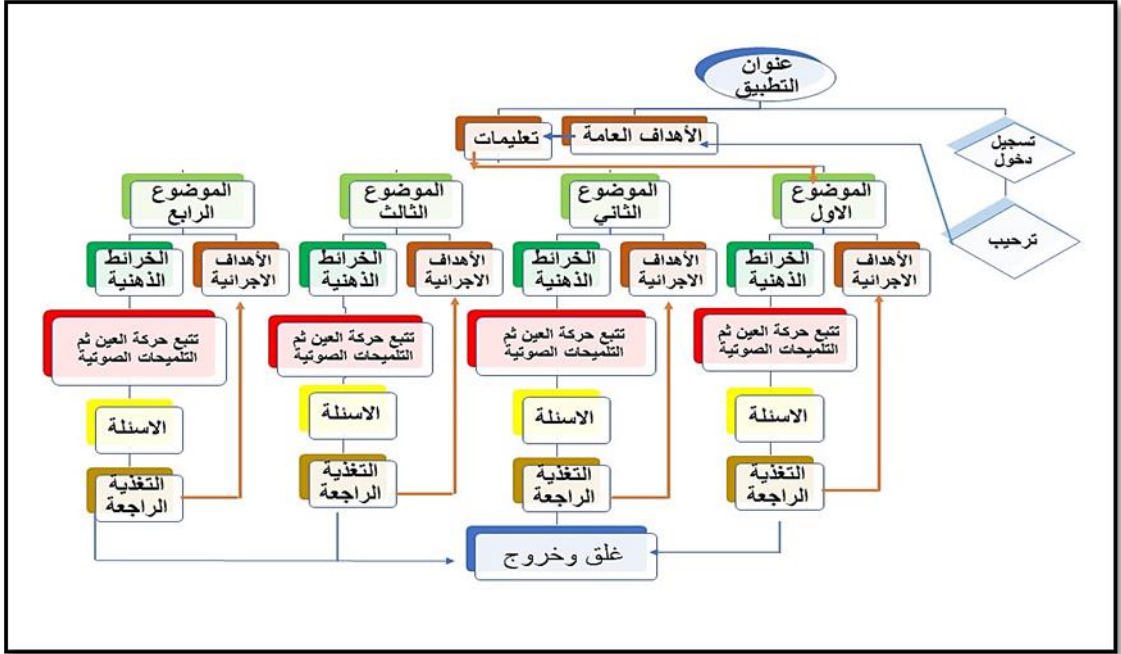 عنوان
التطبيق
تسجيل
دخول
الأهداف العامة
تعليمات
ترحيب
الموضوع
الاول
الموضوع
الثاني
الموضوع
الثالث
الموضوع
الرابع
الأهداف
الاجرائية
الخرائط
الذهنية
الأهداف
الاجرائية
الخرائط
الذهنية
الأهداف
الاجرائية
الخرائط
الذهنية
الأهداف
الاجرائية
الخرائط
الذهنية
تتبع حركة العين ثم
التلميحات الصوتية
تتبع حركة العين ثم
التلميحات الصوتية
تتبع حركة العين ثم
التلميحات الصوتية
تتبع حركة العين ثم
التلميحات الصوتية
الاسئلة
الاسئلة
الاسئلة
الاسئلة
التغذية
الراجعة
التغذية
الراجعة
التغذية
الراجعة
التغذية
الراجعة
غلق وخروج